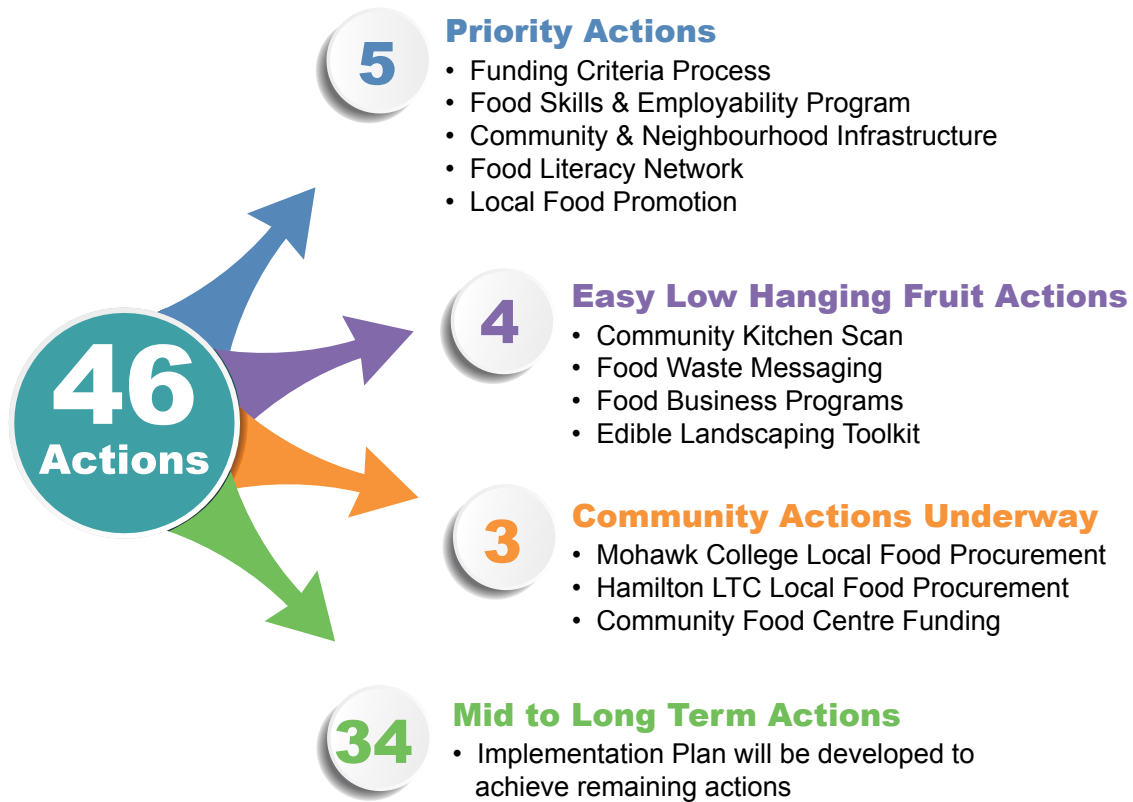 46
Actions
5
Priority Actions
• Funding Criteria Process
• Food Skills & Employability Program
• Community & Neighbourhood Infrastructure
• Food Literacy Network
• Local Food Promotion
4
Easy Low Hanging Fruit Actions
• Community Kitchen Scan
• Food Waste Messaging
• Food Business Programs
• Edible Landscaping Toolkit
3
Community Actions Underway
• Mohawk College Local Food Procurement
• Hamilton LTC Local Food Procurement
• Community Food Centre Funding
34
Mid to Long Term Actions
• Implementation Plan will be developed to
achieve remaining actions